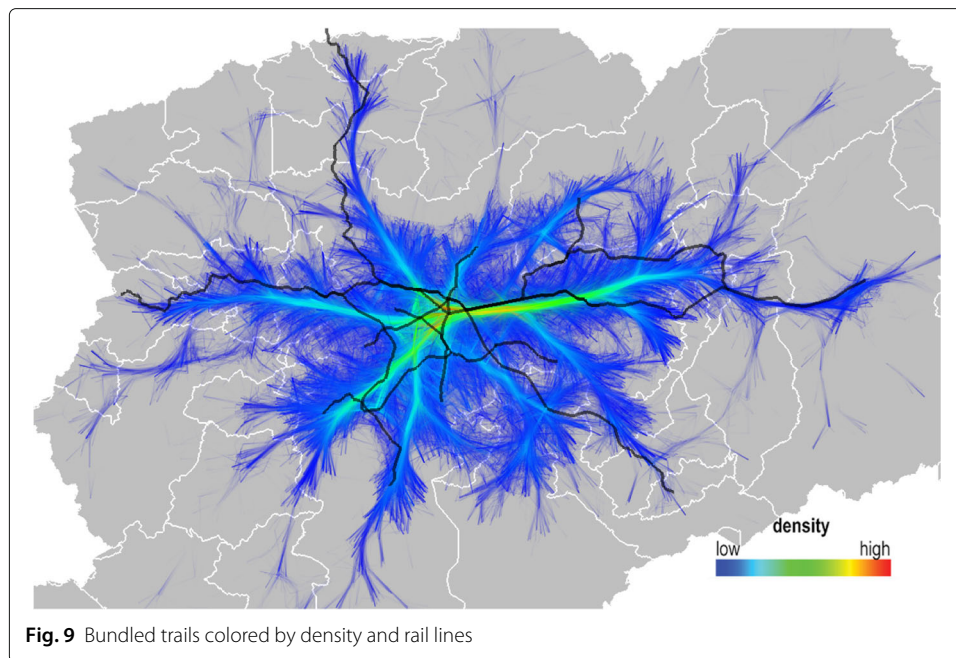 density
low high
Fig. 9 Bundled trails colored by density and rail lines